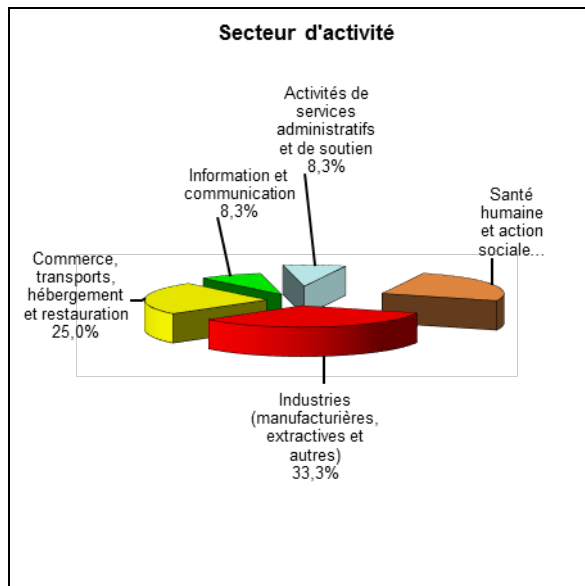 Secteur d'activité
Activités de
services
administratifs
et de soutien
8,3%
Information et
communication
8,3%
Santé
humaine
et action
sociale...
Commerce,
transports,
hébergement
et restauration
25,0%
Industries
(manufacturières,
extractives et
autres)
33,3%